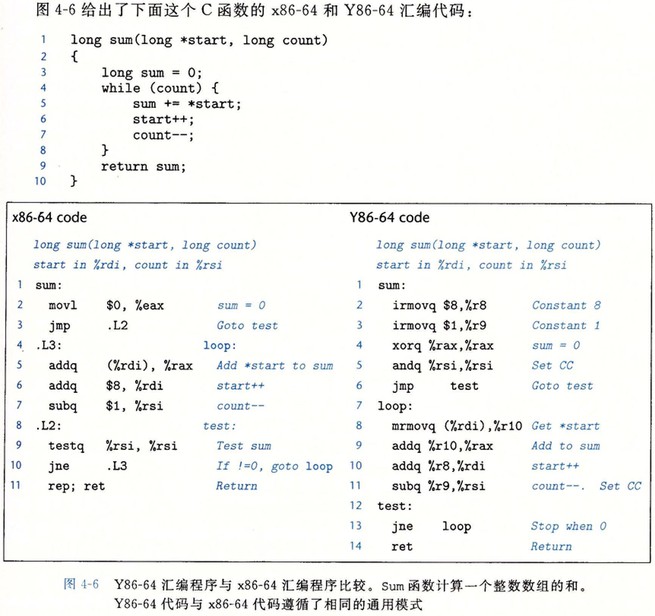 图 4-6 给出了下面这个 C 函数的 x86-64 和 Y86-64 汇编代码：
1 long sum(long *start, long count)
2 {
3 long sum = 0;
4 while (count) {
5 sum += *start;
6 start++;
7 count--;
8 }
9 return sum;
10 }
x86-64 code
long sum(long *start, long count)
start in %rdi, count in %rsi
1 sum:
2 movl $0, %eax sum = 0
3 jmp .L2 Goto test
4 .L3: loop:
5 addq (%rdi), %rax Add *start to sum
6 addq $8, %rdi start++
7 subq $1, %rsi count--
8 .L2: test:
9 testq %rsi, %rsi Test sum
10 jne .L3 If !=0, goto loop
11 rep; ret Return
Y86-64 code
long sum(long *start, long count)
start in %rdi, count in %rsi
1 sum:
2 irmovq $8,%r8 Constant 8
3 irmovq $1,%r9 Constant 1
4 xorq %rax,%rax sum = 0
5 andq %rsi,%rsi Set CC
6 jmp test Goto test
7 loop:
8 mrmovq (%rdi),%r10 Get *start
9 addq %r10,%rax Add to sum
10 addq %r8,%rdi start++
11 subq %r9,%rsi count--. Set CC
12 test:
13 jne loop Stop when 0
14 ret Return
图 4-6 Y86-64 汇编程序与 x86-64 汇编程序比较。Sum 函数计算一个整数数组的和。
Y86-64 代码与 x86-64 代码遵循了相同的通用模式